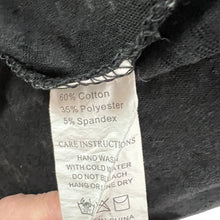 60% Cotton
35% Polyester
5% Spandex
CARE INSTRUCTIONS
HAND WASH
WITH COLD WATER
DO NOT BLEACH
HANG OR LINE DRY
CHINA